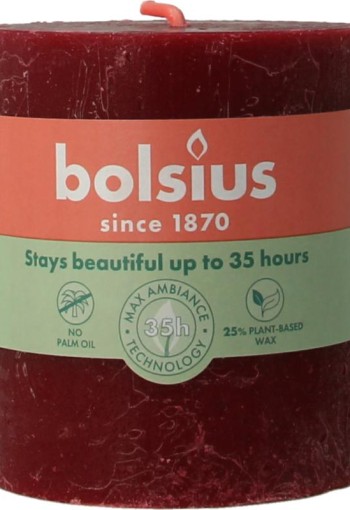 bolsius
since 1870
Stays beautiful up to 35 hours
NO
PALM OIL
MAX AMBIANCE
35h
TECHNOLOGY
25% PLANT-BASED
WAX